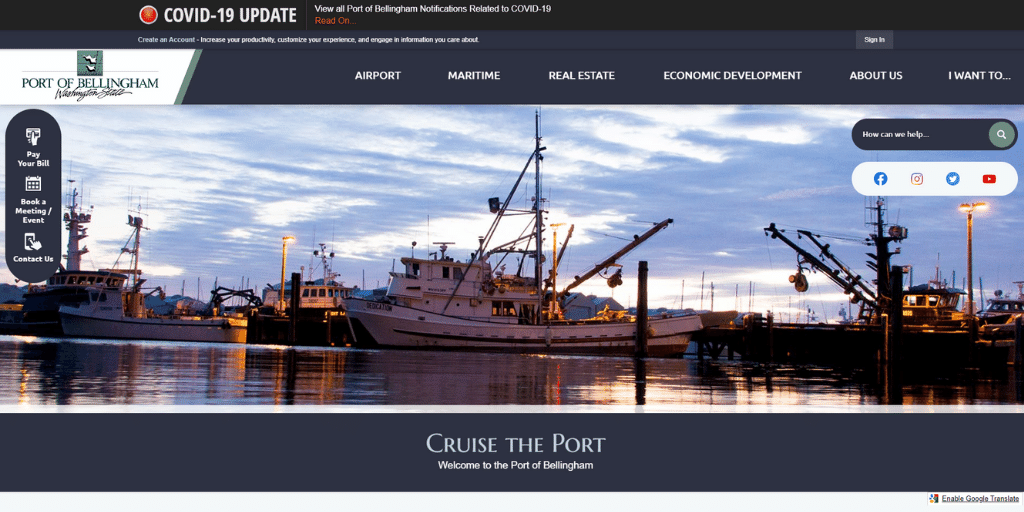 COVID-19 UPDATE
View all Port of Bellingham Notifications Related to COVID-19
Read On...
Create an Account - Increase your productivity, customize your experience, and engage in information you care about.
Sign In
PORT OF BELLINGHAM
Washington State
AIRPORT
MARITIME
REAL ESTATE
ECONOMIC DEVELOPMENT
ABOUT US
I WANT TO...
Pay
Your Bill
Book a
Meeting /
Event
Contact Us
How can we help...
DEDICATION
Cruise the Port
Welcome to the Port of Bellingham
Enable Google Translate